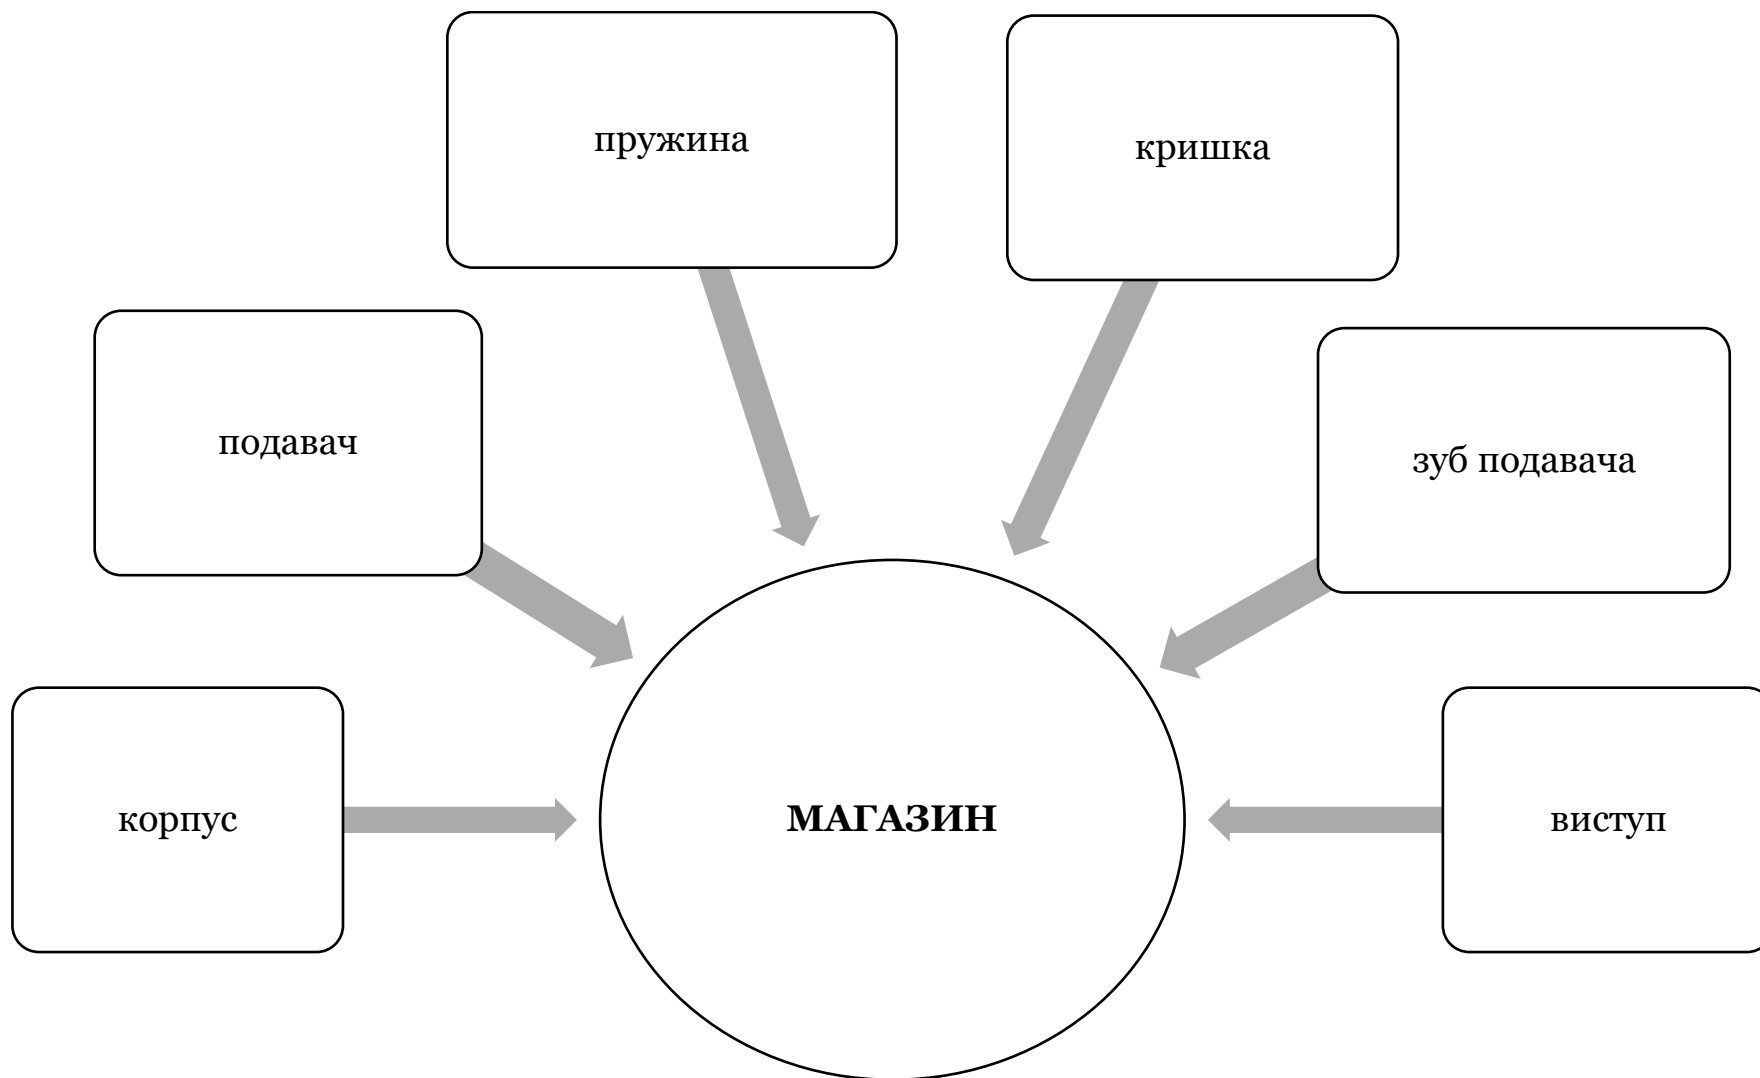 пружина
кришка
подавач
зуб подавача
корпус
МАГАЗИН
виступ